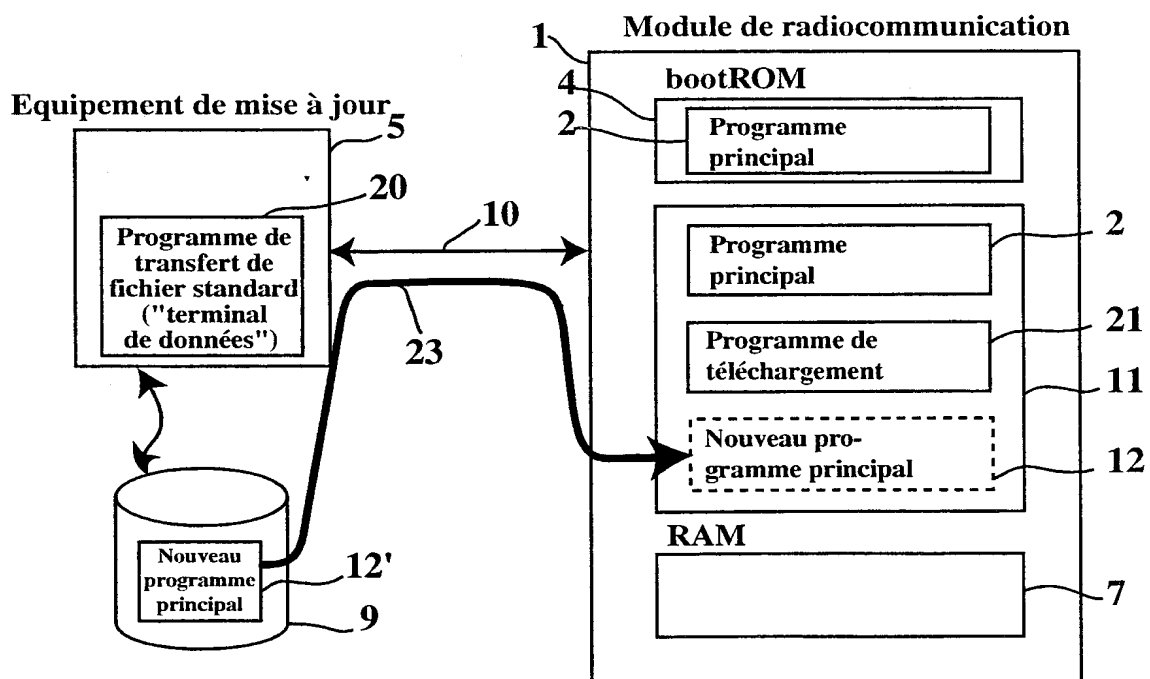 Module de radiocommunication
1
bootROM
Equipement de mise à jour
4
5
2
Programme
principal
20
10
2
Programme de
transfert de
fichier standard
("terminal
de données")
Programme
principal
23
21
Programme de
téléchargement
11
Nouveau pro-
gramme principal
12
RAM
Nouveau
programme
principal
12'
9
7